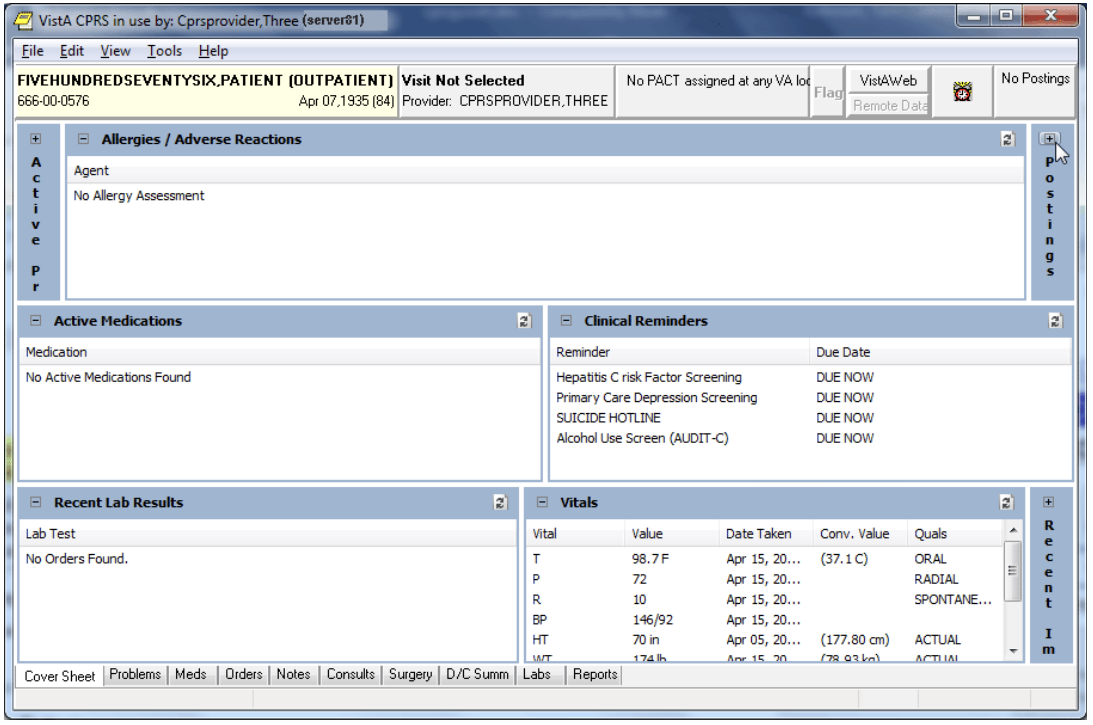 VistA CPRS in use by: Cprsprovider,Three (server81)
File Edit View Tools Help
FIVEHUNDREDSEVENTYSIX,PATIENT (OUTPATIENT) Visit Not Selected No PACT assigned at any VA loc Flag VistAWeb No Postings
666-00-0576 Apr 07,1935 (84) Provider: CPRSPROVIDER,THREE Remote Data
Active Pr
Allergies / Adverse Reactions
Agent
No Allergy Assessment
Postings
Active Medications
Medication
No Active Medications Found
Clinical Reminders
Reminder Due Date
Hepatitis C risk Factor Screening DUE NOW
Primary Care Depression Screening DUE NOW
SUICIDE HOTLINE DUE NOW
Alcohol Use Screen (AUDIT-C) DUE NOW
Recent Lab Results
Lab Test
No Orders Found.
Vitals
Vital Value Date Taken Conv. Value Quals
T 98.7 F Apr 15, 20... (37.1 C) ORAL
P 72 Apr 15, 20... RADIAL
R 10 Apr 15, 20... SPONTANE...
BP 146/92 Apr 15, 20...
HT 70 in Apr 05, 20... (177.80 cm) ACTUAL
WT 174 lb Apr 15, 20... (78.93 kg) ACTUAL
Recent Im
Cover Sheet Problems Meds Orders Notes Consults Surgery D/C Summ Labs Reports